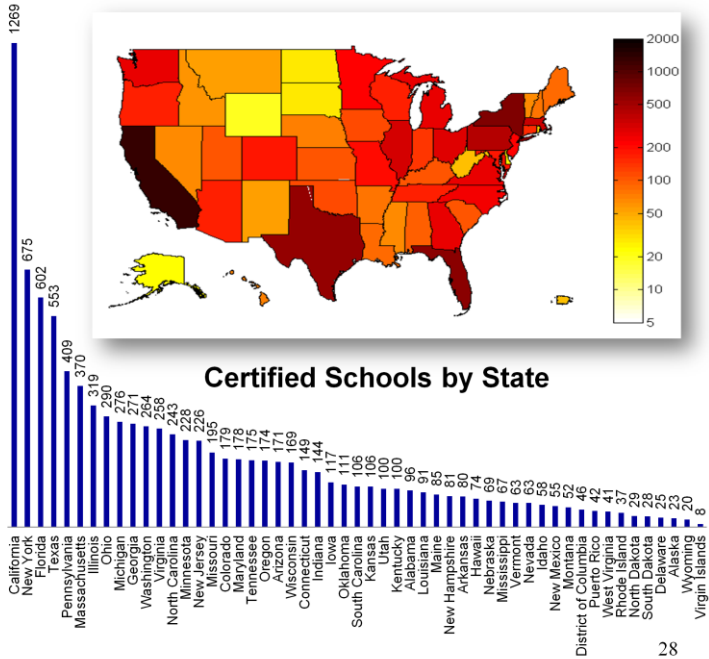 2000
1000
500
200
100
50
20
10
5
Certified Schools by State
1269
675
602
553
409
370
319
290
276
271
264
258
243
228
226
195
179
178
175
174
171
169
149
144
117
111
106
106
100
100
96
91
85
81
80
74
69
67
63
63
58
55
52
46
42
41
37
29
28
25
23
20
8
California
New York
Florida
Texas
Pennsylvania
Massachusetts
Illinois
Ohio
Michigan
Georgia
Washington
Virginia
North Carolina
Minnesota
New Jersey
Missouri
Colorado
Maryland
Tennessee
Oregon
Arizona
Wisconsin
Connecticut
Indiana
Iowa
Oklahoma
South Carolina
Kansas
Utah
Kentucky
Alabama
Louisiana
Maine
New Hampshire
Arkansas
Hawaii
Nebraska
Mississippi
Vermont
Nevada
Idaho
New Mexico
Montana
District of Columbia
Puerto Rico
West Virginia
Rhode Island
North Dakota
South Dakota
Delaware
Alaska
Wyoming
Virgin Islands
28